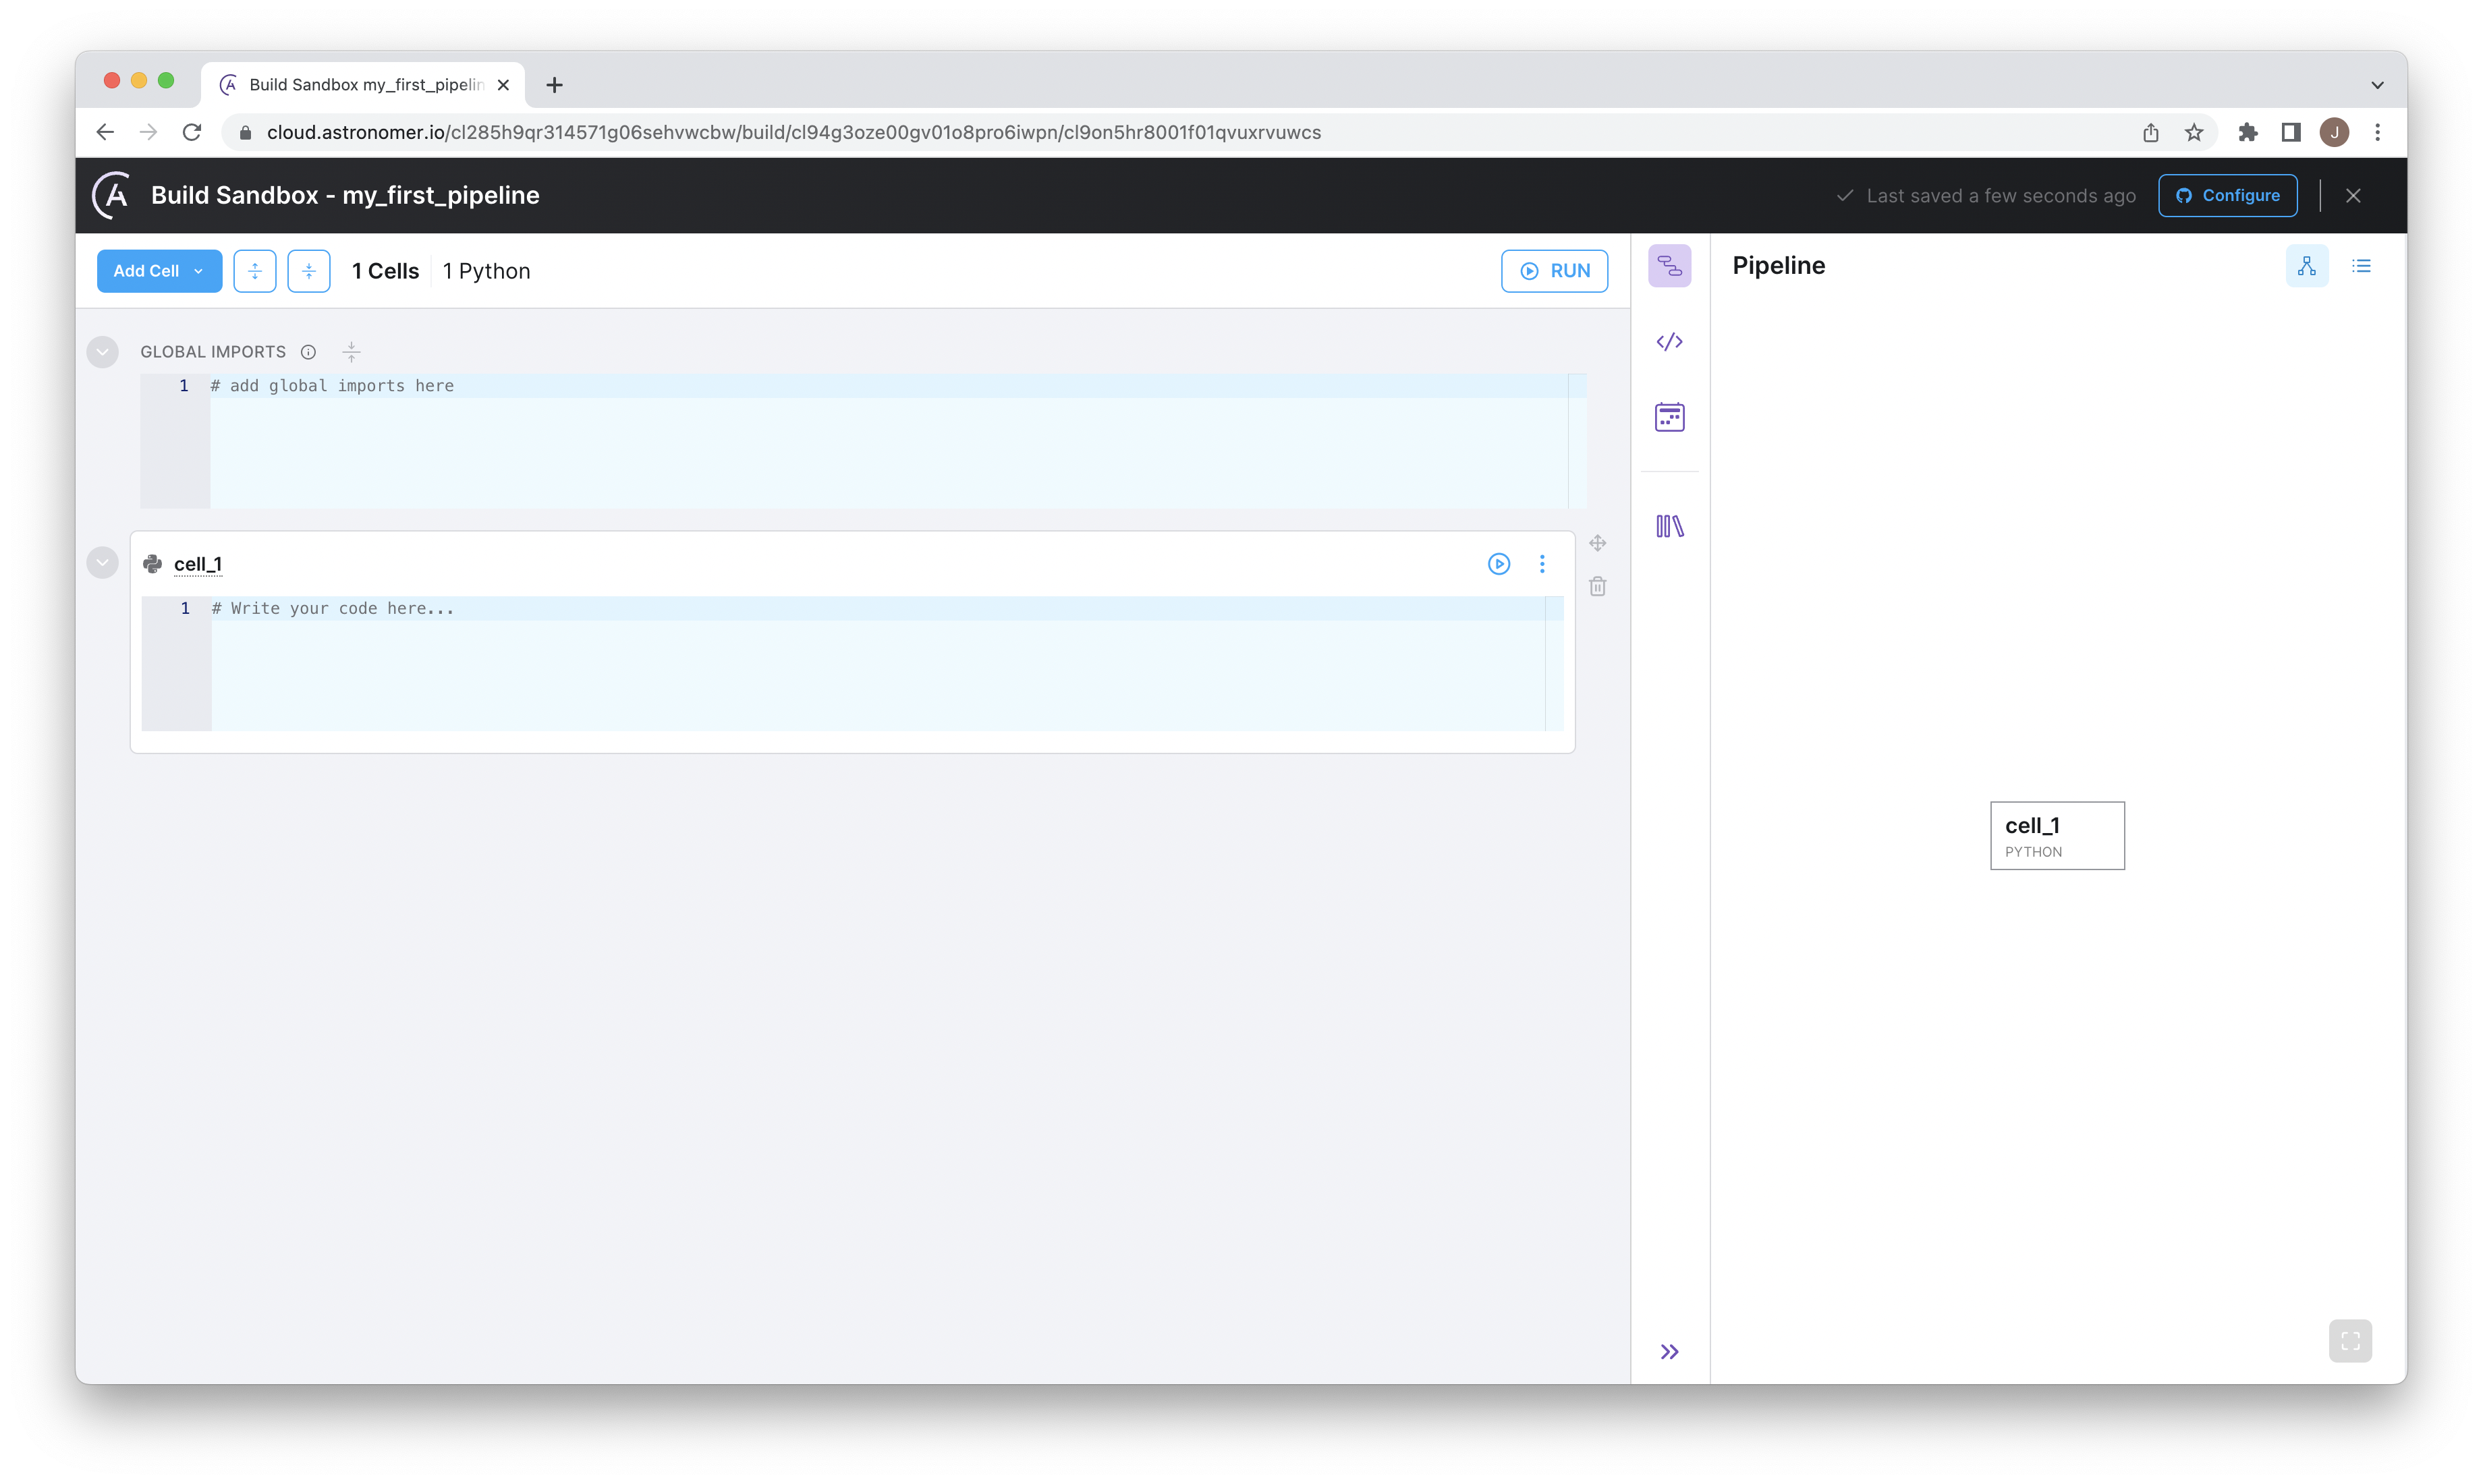 Build Sandbox my_first_pipelin
cloud.astronomer.io/cl285h9qr314571g06sehvwcbw/build/cl94g3oze00gv01o8pro6iwpn/cl9on5hr8001f01qvuxrvuwcs
J
Build Sandbox - my_first_pipeline
Last saved a few seconds ago
Configure
Add Cell
1 Cells
1 Python
RUN
GLOBAL IMPORTS
1 # add global imports here
cell_1
1 # Write your code here...
Pipeline
cell_1
PYTHON